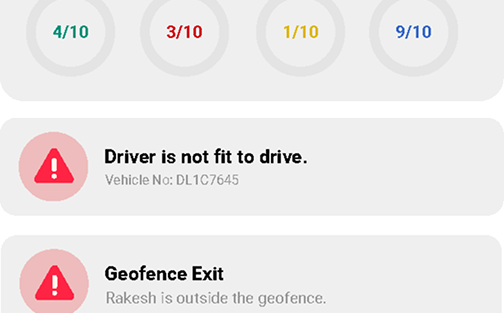 4/10 3/10 1/10 9/10
Driver is not fit to drive.
Vehicle No: DL1C7645
Geofence Exit
Rakesh is outside the geofence.